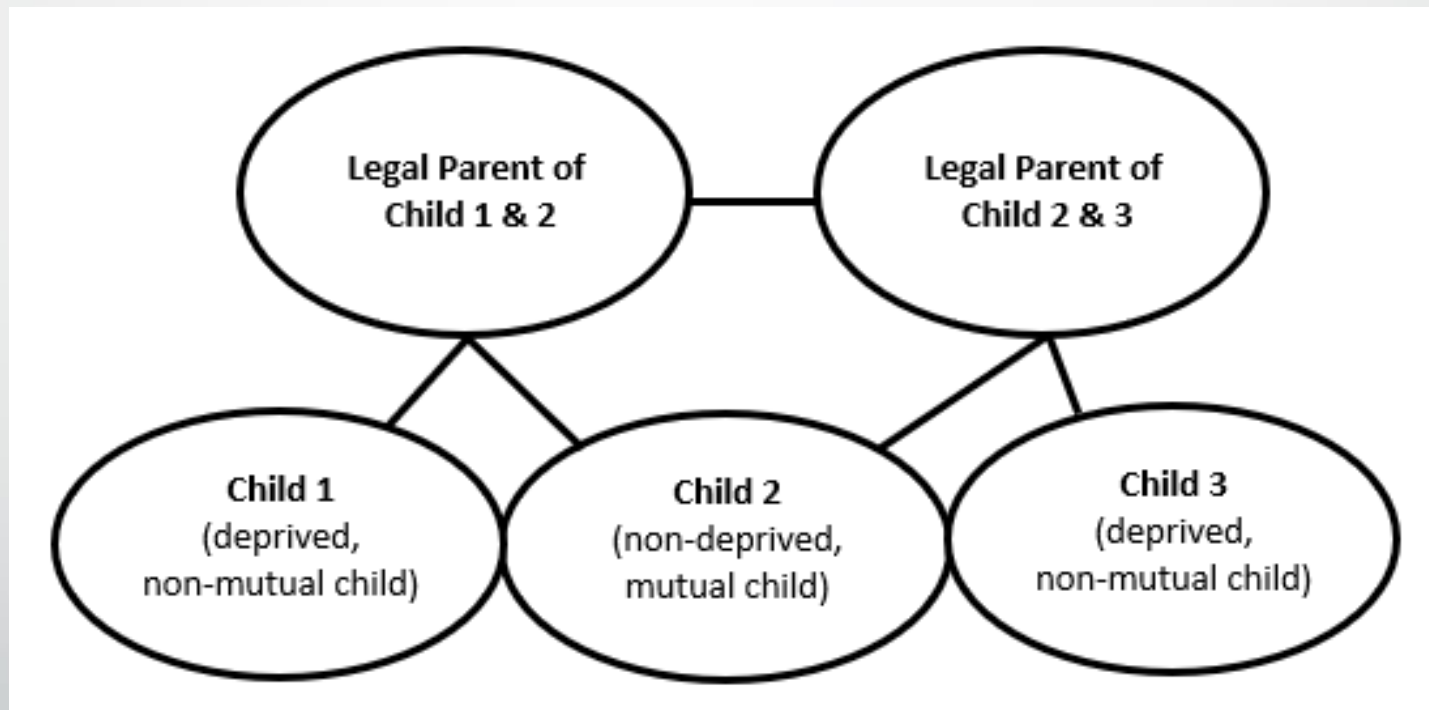 Legal Parent of
Child 1 & 2
Legal Parent of
Child 2 & 3
Child 1
(deprived,
non-mutual child)
Child 2
(non-deprived,
mutual child)
Child 3
(deprived,
non-mutual child)